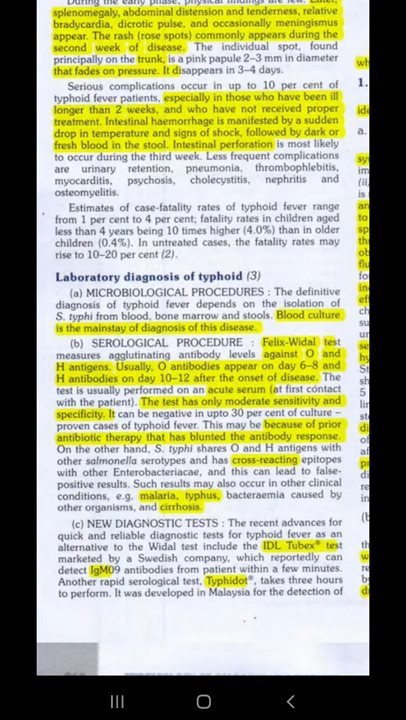 During the early phase, physical findings are few. Later,
splenomegaly, abdominal distension and tenderness, relative
bradycardia, dicrotic pulse, and occasionally meningismus
appear. The rash (rose spots) commonly appears during the
second week of disease. The individual spot, found
principally on the trunk, is a pink papule 2–3 mm in diameter
that fades on pressure. It disappears in 3–4 days.
Serious complications occur in up to 10 per cent of
typhoid fever patients, especially in those who have been ill
longer than 2 weeks, and who have not received proper
treatment. Intestinal haemorrhage is manifested by a sudden
drop in temperature and signs of shock, followed by dark or
fresh blood in the stool. Intestinal perforation is most likely
to occur during the third week. Less frequent complications
are urinary retention, pneumonia, thrombophlebitis,
myocarditis, psychosis, cholecystitis, nephritis and
osteomyelitis.
Estimates of case-fatality rates of typhoid fever range
from 1 per cent to 4 per cent; fatality rates in children aged
less than 4 years being 10 times higher (4.0%) than in older
children (0.4%). In untreated cases, the fatality rates may
rise to 10–20 per cent (2).
Laboratory diagnosis of typhoid (3)
(a) MICROBIOLOGICAL PROCEDURES : The definitive
diagnosis of typhoid fever depends on the isolation of
S. typhi from blood, bone marrow and stools. Blood culture
is the mainstay of diagnosis of this disease.
(b) SEROLOGICAL PROCEDURE : Felix-Widal test
measures agglutinating antibody levels against O and
H antigens. Usually, O antibodies appear on day 6–8 and
H antibodies on day 10–12 after the onset of disease. The
test is usually performed on an acute serum (at first contact
with the patient). The test has only moderate sensitivity and
specificity. It can be negative in upto 30 per cent of culture –
proven cases of typhoid fever. This may be because of prior
antibiotic therapy that has blunted the antibody response.
On the other hand, S. typhi shares O and H antigens with
other salmonella serotypes and has cross-reacting epitopes
with other Enterobacteriacae, and this can lead to false-
positive results. Such results may also occur in other clinical
conditions, e.g. malaria, typhus, bacteraemia caused by
other organisms, and cirrhosis.
(c) NEW DIAGNOSTIC TESTS : The recent advances for
quick and reliable diagnostic tests for typhoid fever as an
alternative to the Widal test include the IDL Tubex® test
marketed by a Swedish company, which reportedly can
detect IgM09 antibodies from patient within a few minutes.
Another rapid serological test, Typhidot®, takes three hours
to perform. It was developed in Malaysia for the detection of